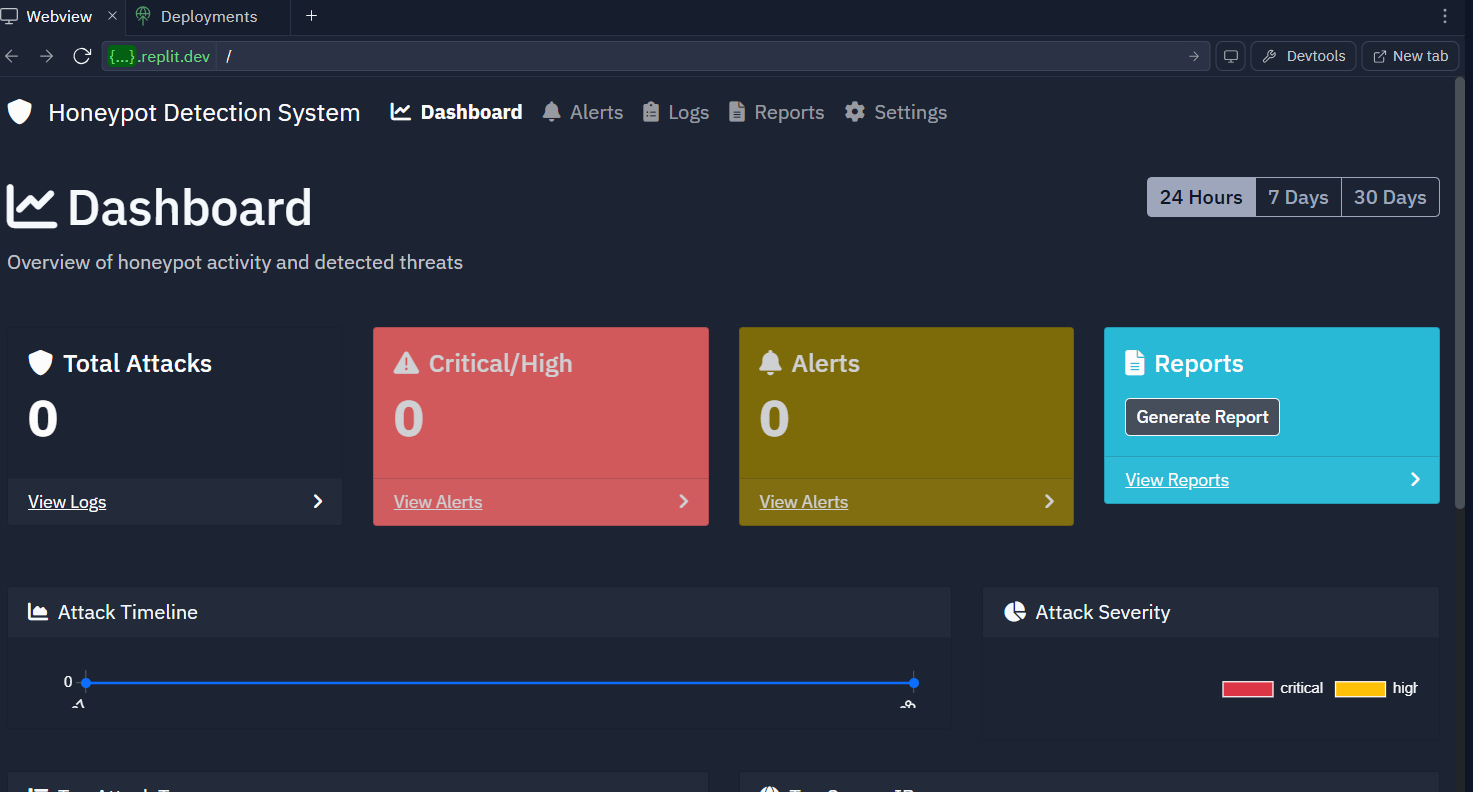 Webview Deployments
{...}.replit.dev / Devtools New tab
Honeypot Detection System Dashboard Alerts Logs Reports Settings
Dashboard
24 Hours 7 Days 30 Days
Overview of honeypot activity and detected threats
Total Attacks
0
View Logs
Critical/High
0
View Alerts
Alerts
0
View Alerts
Reports
Generate Report
View Reports
Attack Timeline
0
Attack Severity
critical high